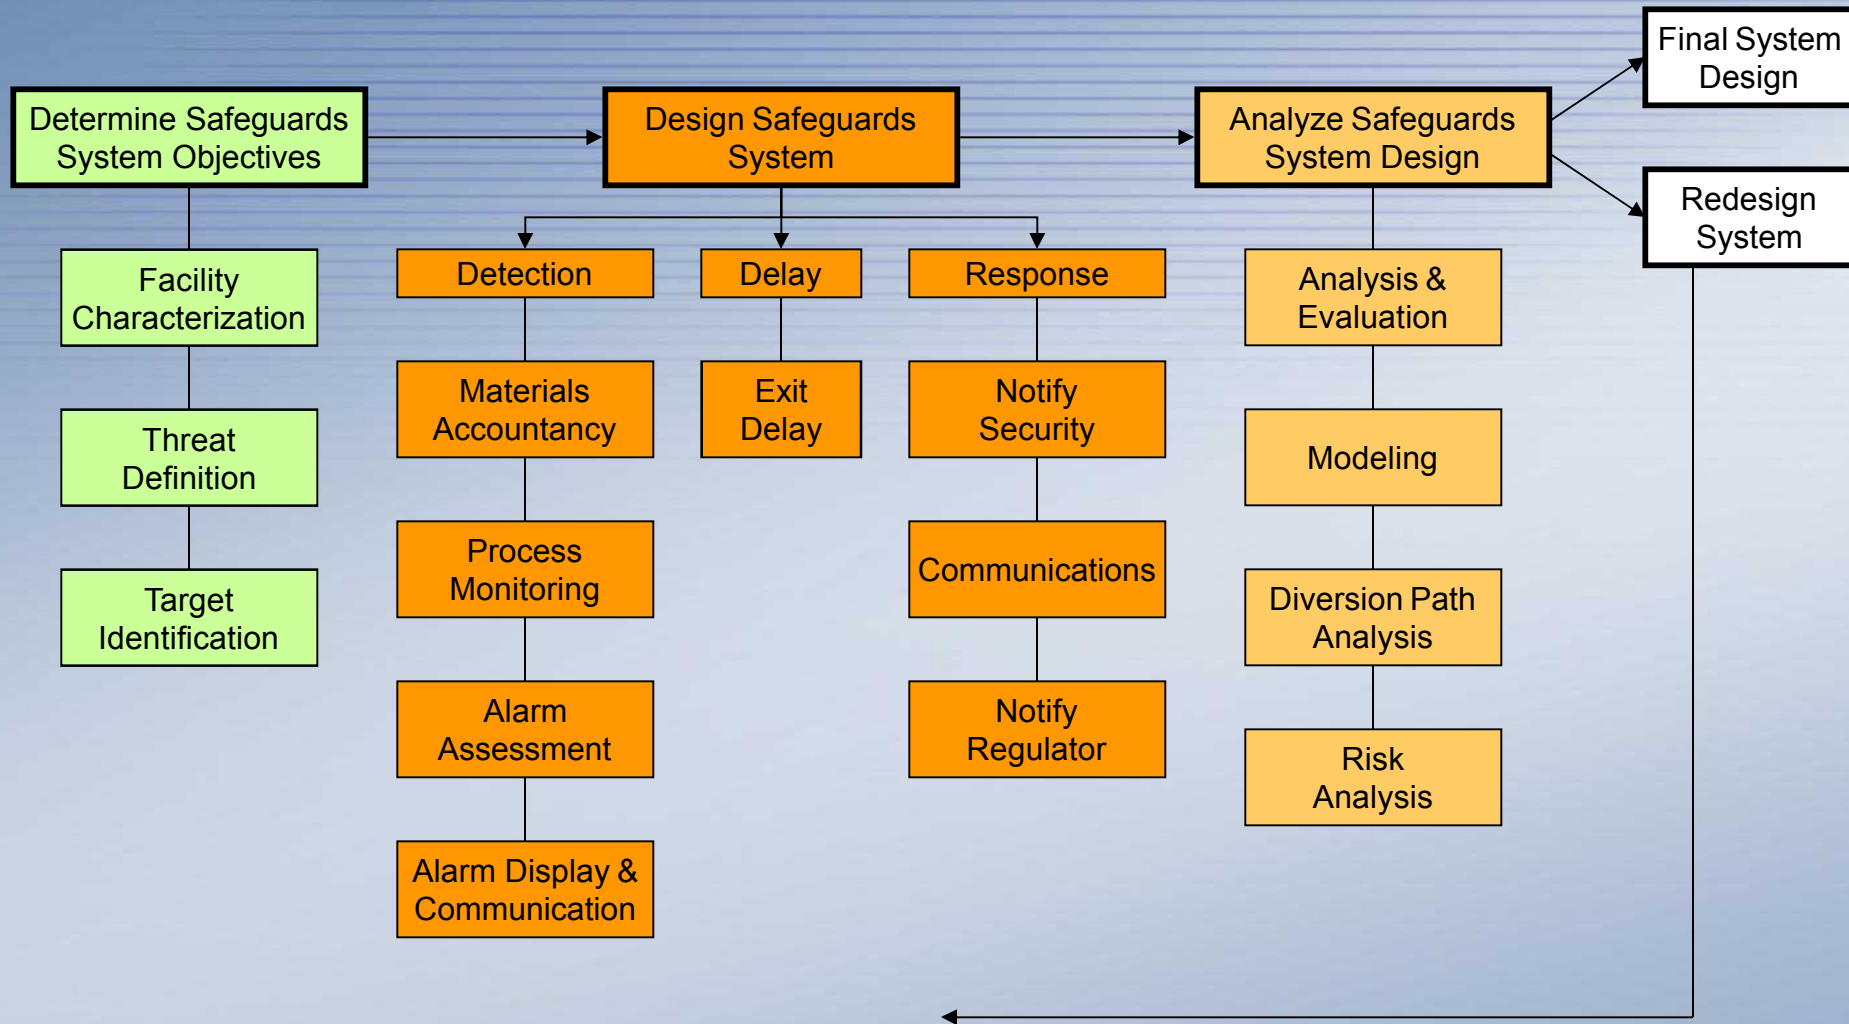 Final System
Design
Determine Safeguards
System Objectives
Design Safeguards
System
Analyze Safeguards
System Design
Redesign
System
Facility
Characterization
Threat
Definition
Target
Identification
Detection
Materials
Accountancy
Process
Monitoring
Alarm
Assessment
Alarm Display &
Communication
Delay
Exit
Delay
Response
Notify
Security
Communications
Notify
Regulator
Analysis &
Evaluation
Modeling
Diversion Path
Analysis
Risk
Analysis